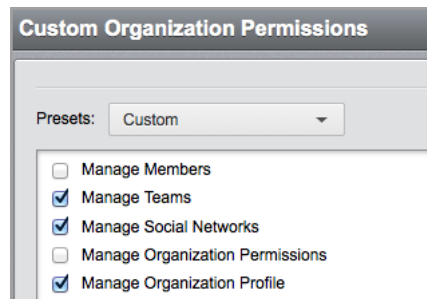 Custom Organization Permissions
Presets: Custom
Manage Members
Manage Teams
Manage Social Networks
Manage Organization Permissions
Manage Organization Profile